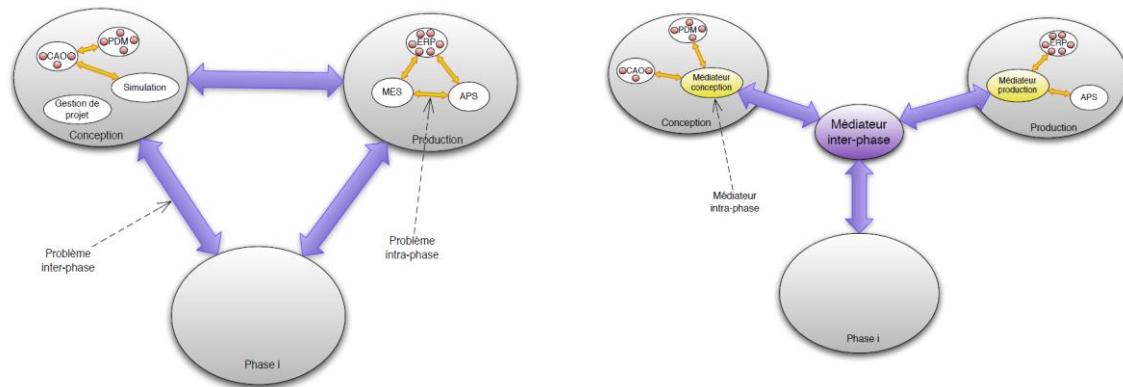 PDM
CAO
Simulation
Gestion de
projet
Conception
ERP
MES
APS
Production
Problème
inter-phase
Problème
intra-phase
Phase i
PDM
CAO
Médiateur
conception
Conception
Médiateur
intra-phase
Médiateur
inter-phase
ERP
Médiateur
production
APS
Production
Phase i